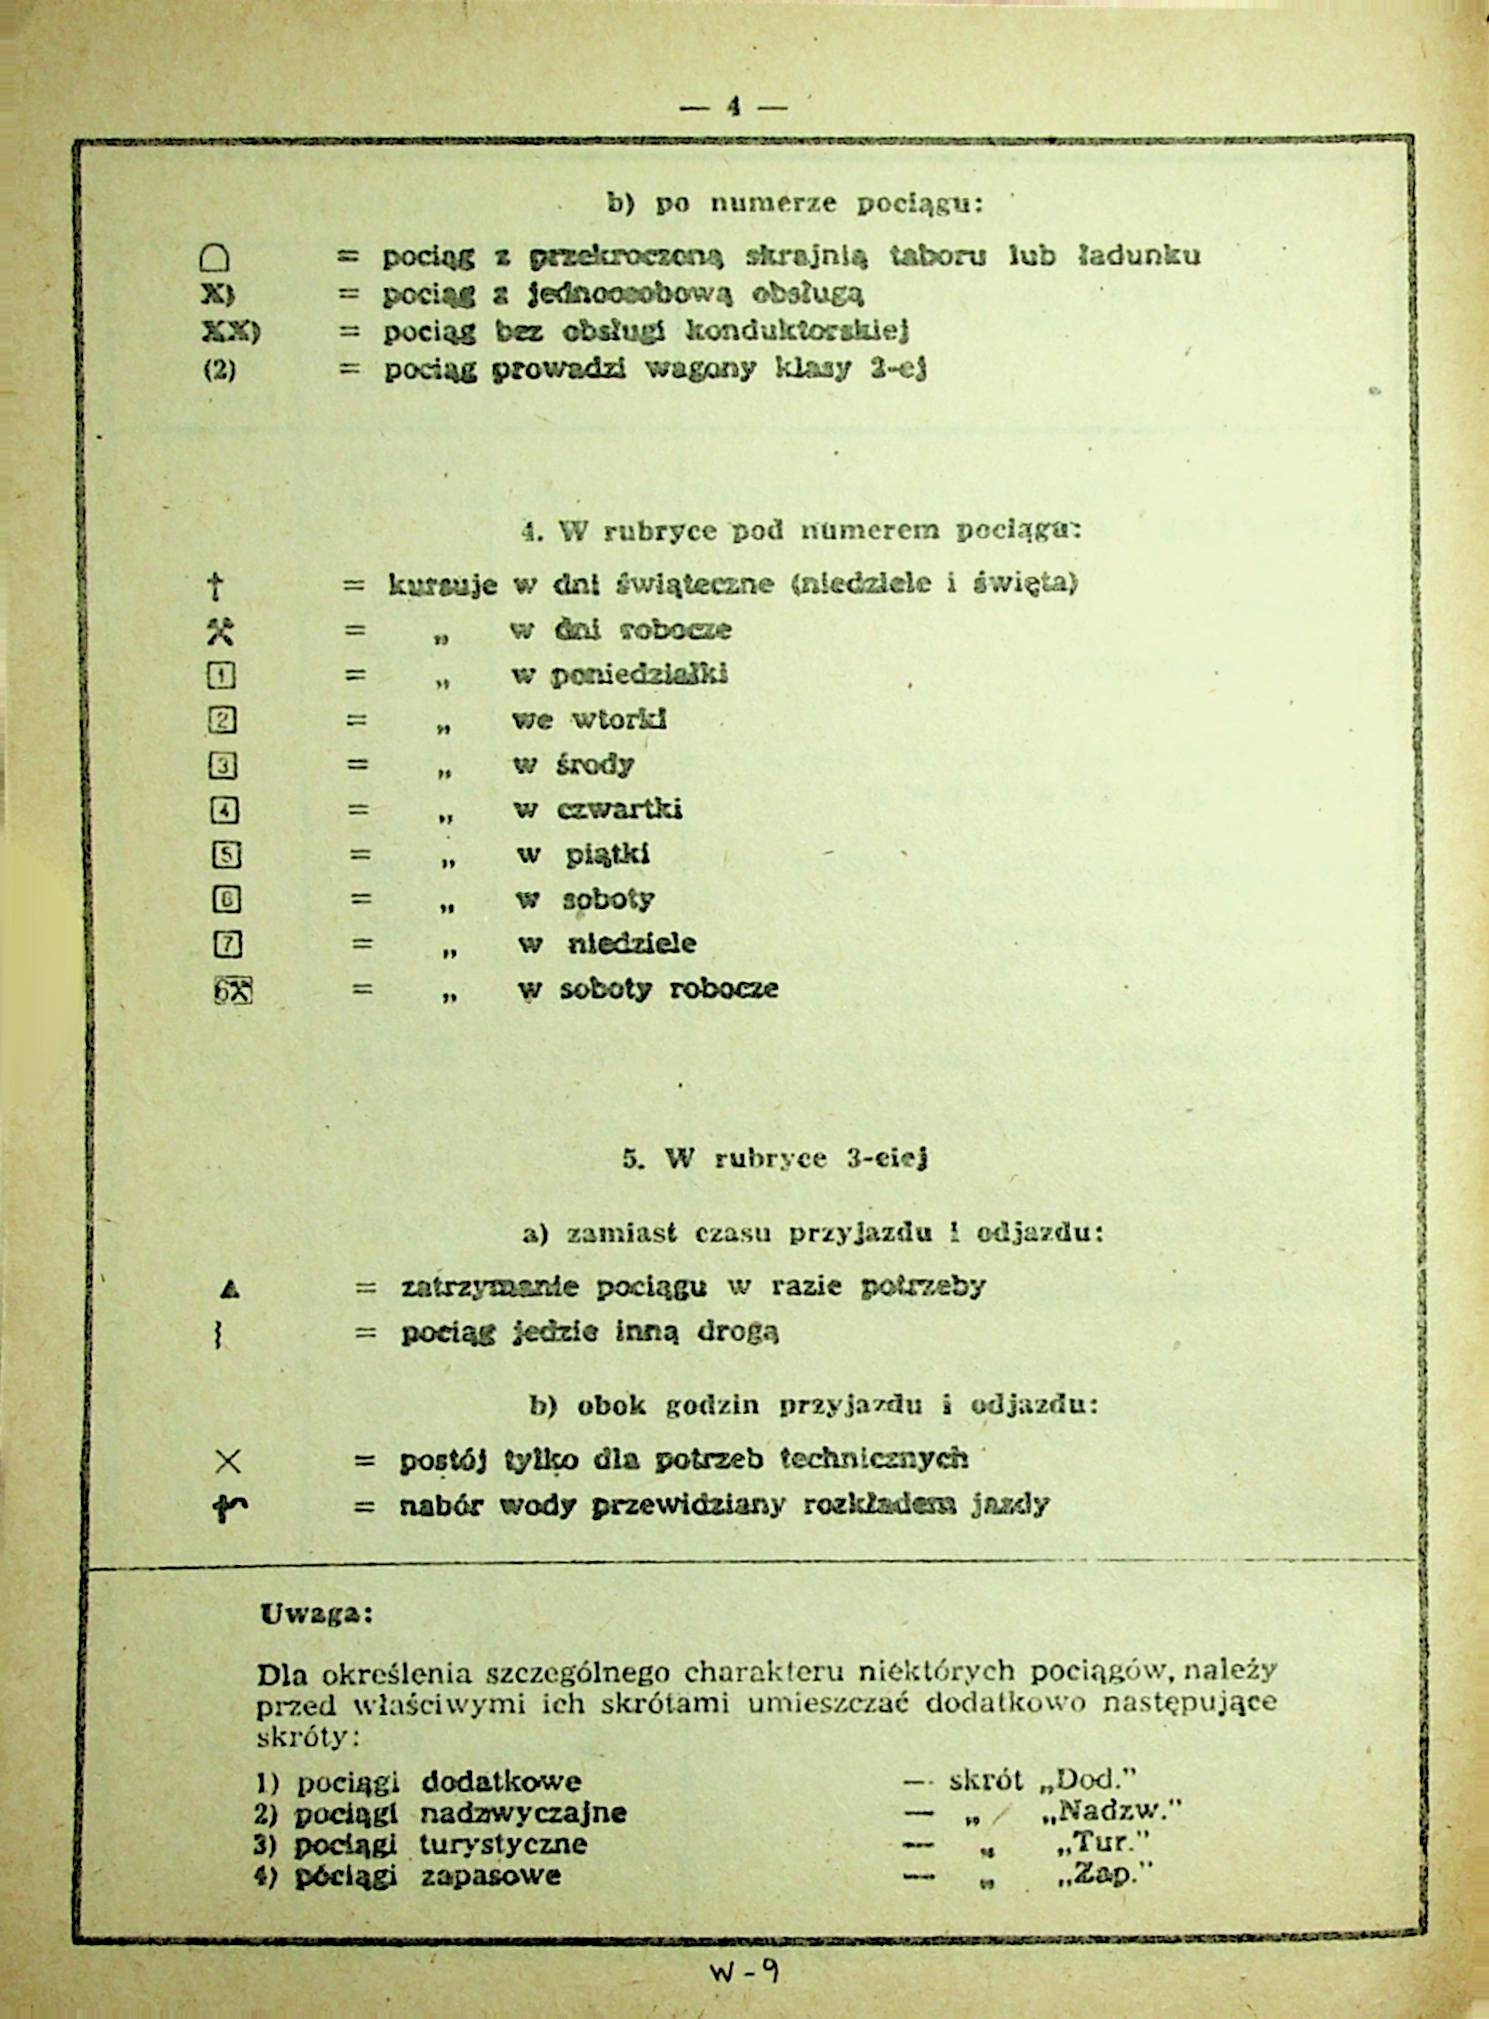 — 4 —
b) po numerze pociągu:
= pociąg z przekroczoną skrajnią taboru lub ładunku
X) = pociąg z jednoosobową obsługą
XX) = pociąg bez obsługi konduktorskiej
(2) = pociąg prowadzi wagony klasy 2-ej
4. W rubryce pod numerem pociągu:
† = kursuje w dni świąteczne (niedziele i święta)
⚒ = „ w dni robocze
1 = „ w poniedziałki
2 = „ we wtorki
3 = „ w środy
4 = „ w czwartki
5 = „ w piątki
6 = „ w soboty
7 = „ w niedziele
6⚒ = „ w soboty robocze
5. W rubryce 3-ciej
a) zamiast czasu przyjazdu i odjazdu:
▲ = zatrzymanie pociągu w razie potrzeby
= pociąg jedzie inną drogą
b) obok godzin przyjazdu i odjazdu:
× = postój tylko dla potrzeb technicznych
= nabór wody przewidziany rozkładem jazdy
Uwaga:
Dla określenia szczególnego charakteru niektórych pociągów, należy
przed właściwymi ich skrótami umieszczać dodatkowo następujące
skróty:
1) pociągi dodatkowe — skrót „Dod."
2) pociągi nadzwyczajne — „ „Nadzw."
3) pociągi turystyczne — „ „Tur."
4) pociągi zapasowe — „ „Zap."
W-9